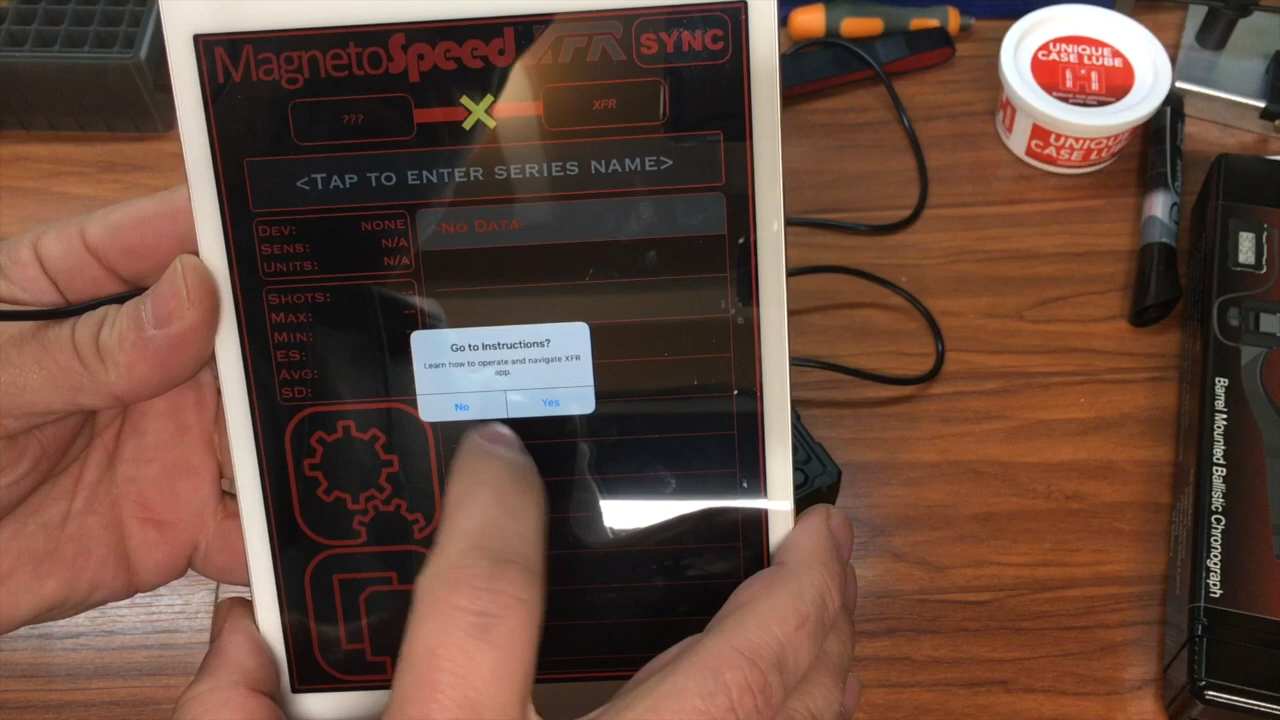 MagnetoSpeed XFR SYNC
??? XFR
<TAP TO ENTER SERIES NAME>
DEV: NONE
SENS: N/A
UNITS: N/A
-NO DATA-
SHOTS: --
MAX: --
MIN:
ES:
AVG:
SD:
Go to Instructions?
Learn how to operate and navigate XFR
app.
No Yes
UNIQUE
CASE LUBE
H
UNIQUE
CASE LUBE
Barrel Mounted Ballistic Chronograph